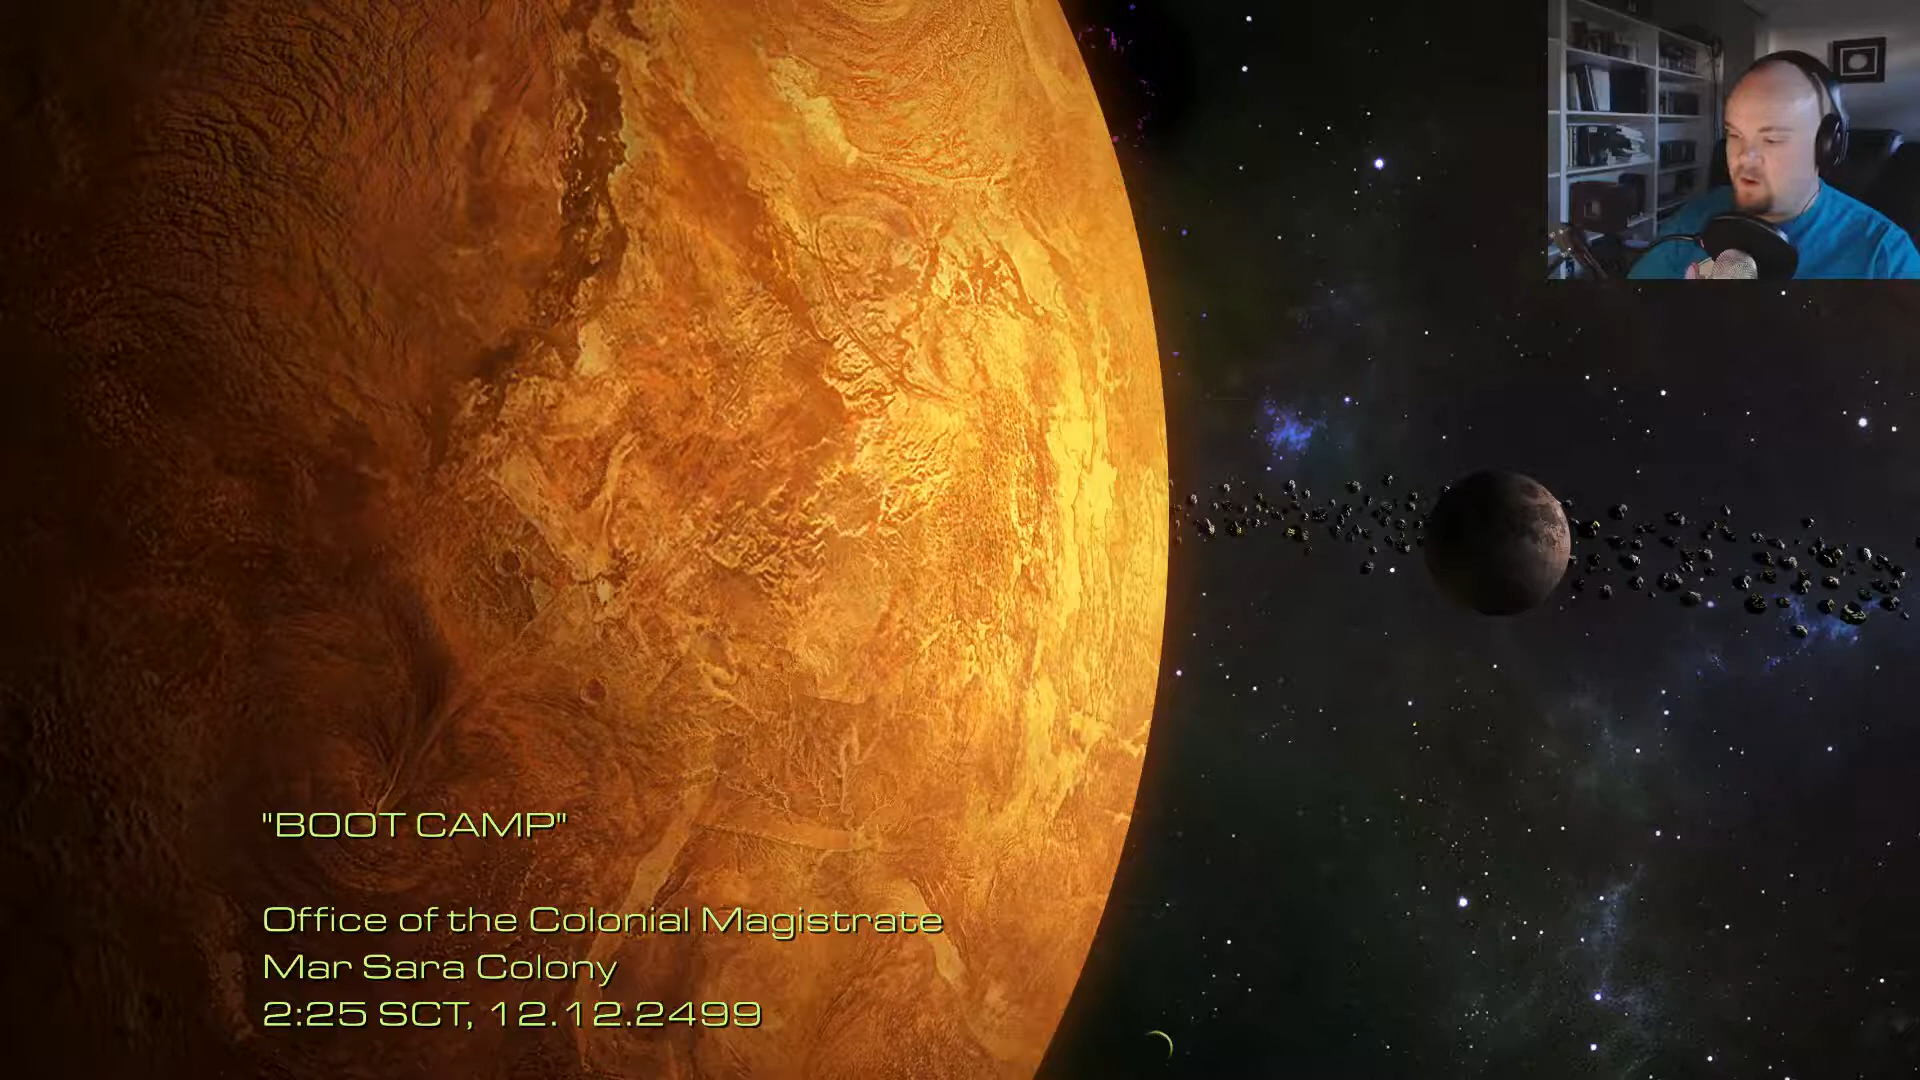 "BOOT CAMP"
Office of the Colonial Magistrate
Mar Sara Colony
2:25 SCT, 12.12.2499